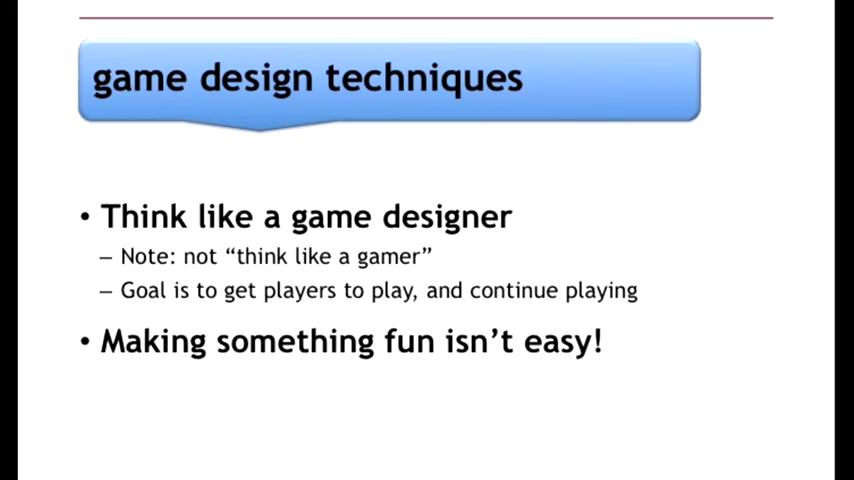 game design techniques
• Think like a game designer
– Note: not “think like a gamer”
– Goal is to get players to play, and continue playing
• Making something fun isn’t easy!